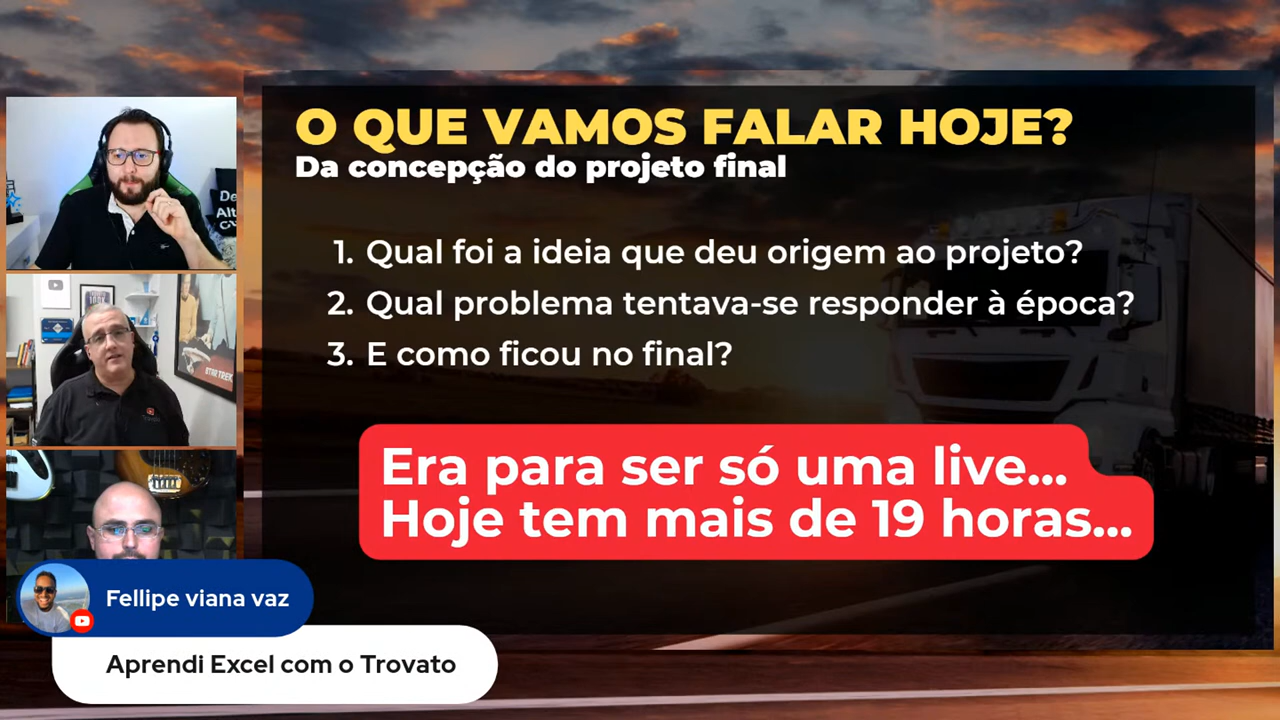 O QUE VAMOS FALAR HOJE?
Da concepção do projeto final
1. Qual foi a ideia que deu origem ao projeto?
2. Qual problema tentava-se responder à época?
3. E como ficou no final?
Era para ser só uma live...
Hoje tem mais de 19 horas...
STAR TREK
Fellipe viana vaz
Aprendi Excel com o Trovato